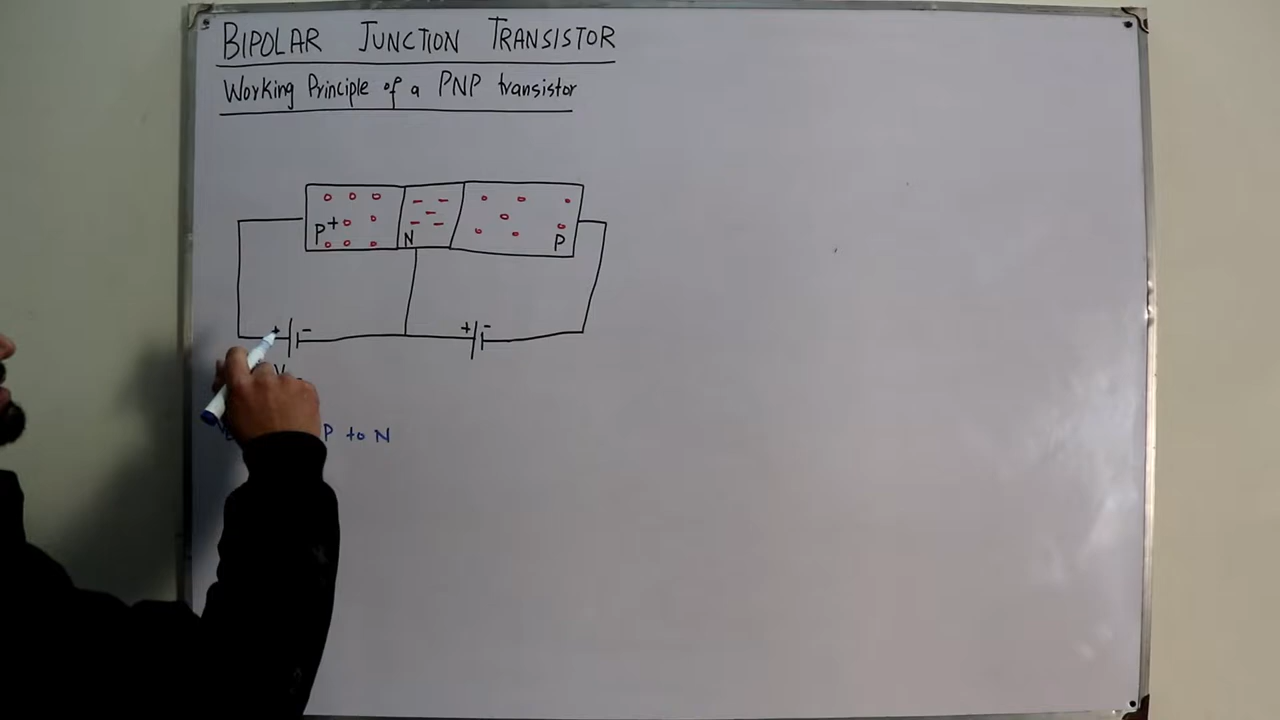 BIPOLAR JUNCTION TRANSISTOR
Working Principle of a PNP transistor
P+ N P
+ - + -
V
P to N